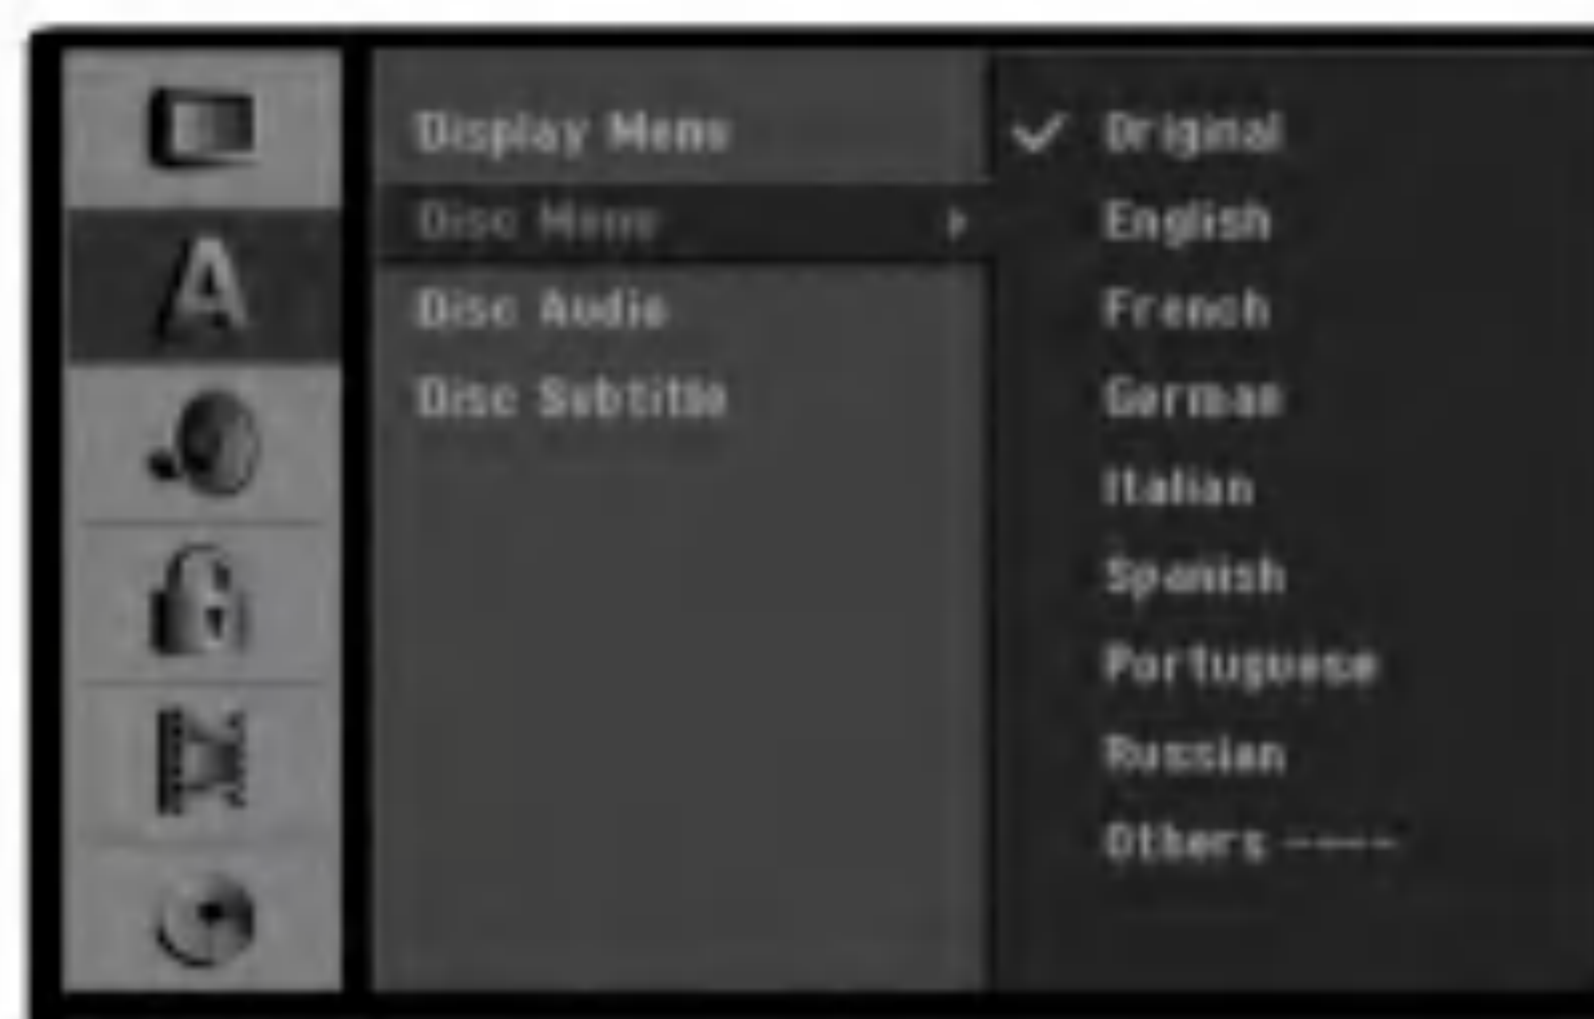 Display Menu
Disc Menu
Disc Audio
Disc Subtitle
Original
English
French
German
Italian
Spanish
Portuguese
Russian
Others ----
A